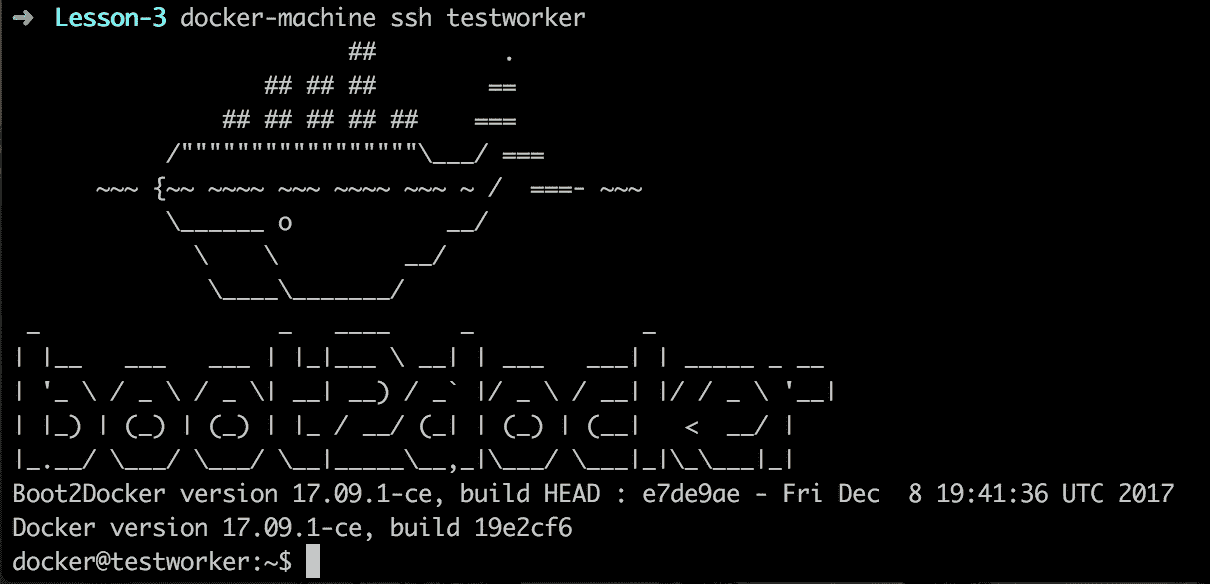 ➜  Lesson-3 docker-machine ssh testworker
                        ##         .
                  ## ## ##        ==
               ## ## ## ## ##    ===
           /"""""""""""""""""\___/ ===
      ~~~ {~~ ~~~~ ~~~ ~~~~ ~~~ ~ /  ===- ~~~
           \______ o           __/
             \    \         __/
              \____\_______/
 _                 _   ____     _            _
| |__   ___   ___ | |_|___ \ __| | ___   ___| | _____ _ __
| '_ \ / _ \ / _ \| __| __) / _` |/ _ \ / __| |/ / _ \ '__|
| |_) | (_) | (_) | |_ / __/ (_| | (_) | (__|   <  __/ |
|_.__/ \___/ \___/ \__|_____\__,_|\___/ \___|_|\_\___|_|
Boot2Docker version 17.09.1-ce, build HEAD : e7de9ae - Fri Dec  8 19:41:36 UTC 2017
Docker version 17.09.1-ce, build 19e2cf6
docker@testworker:~$